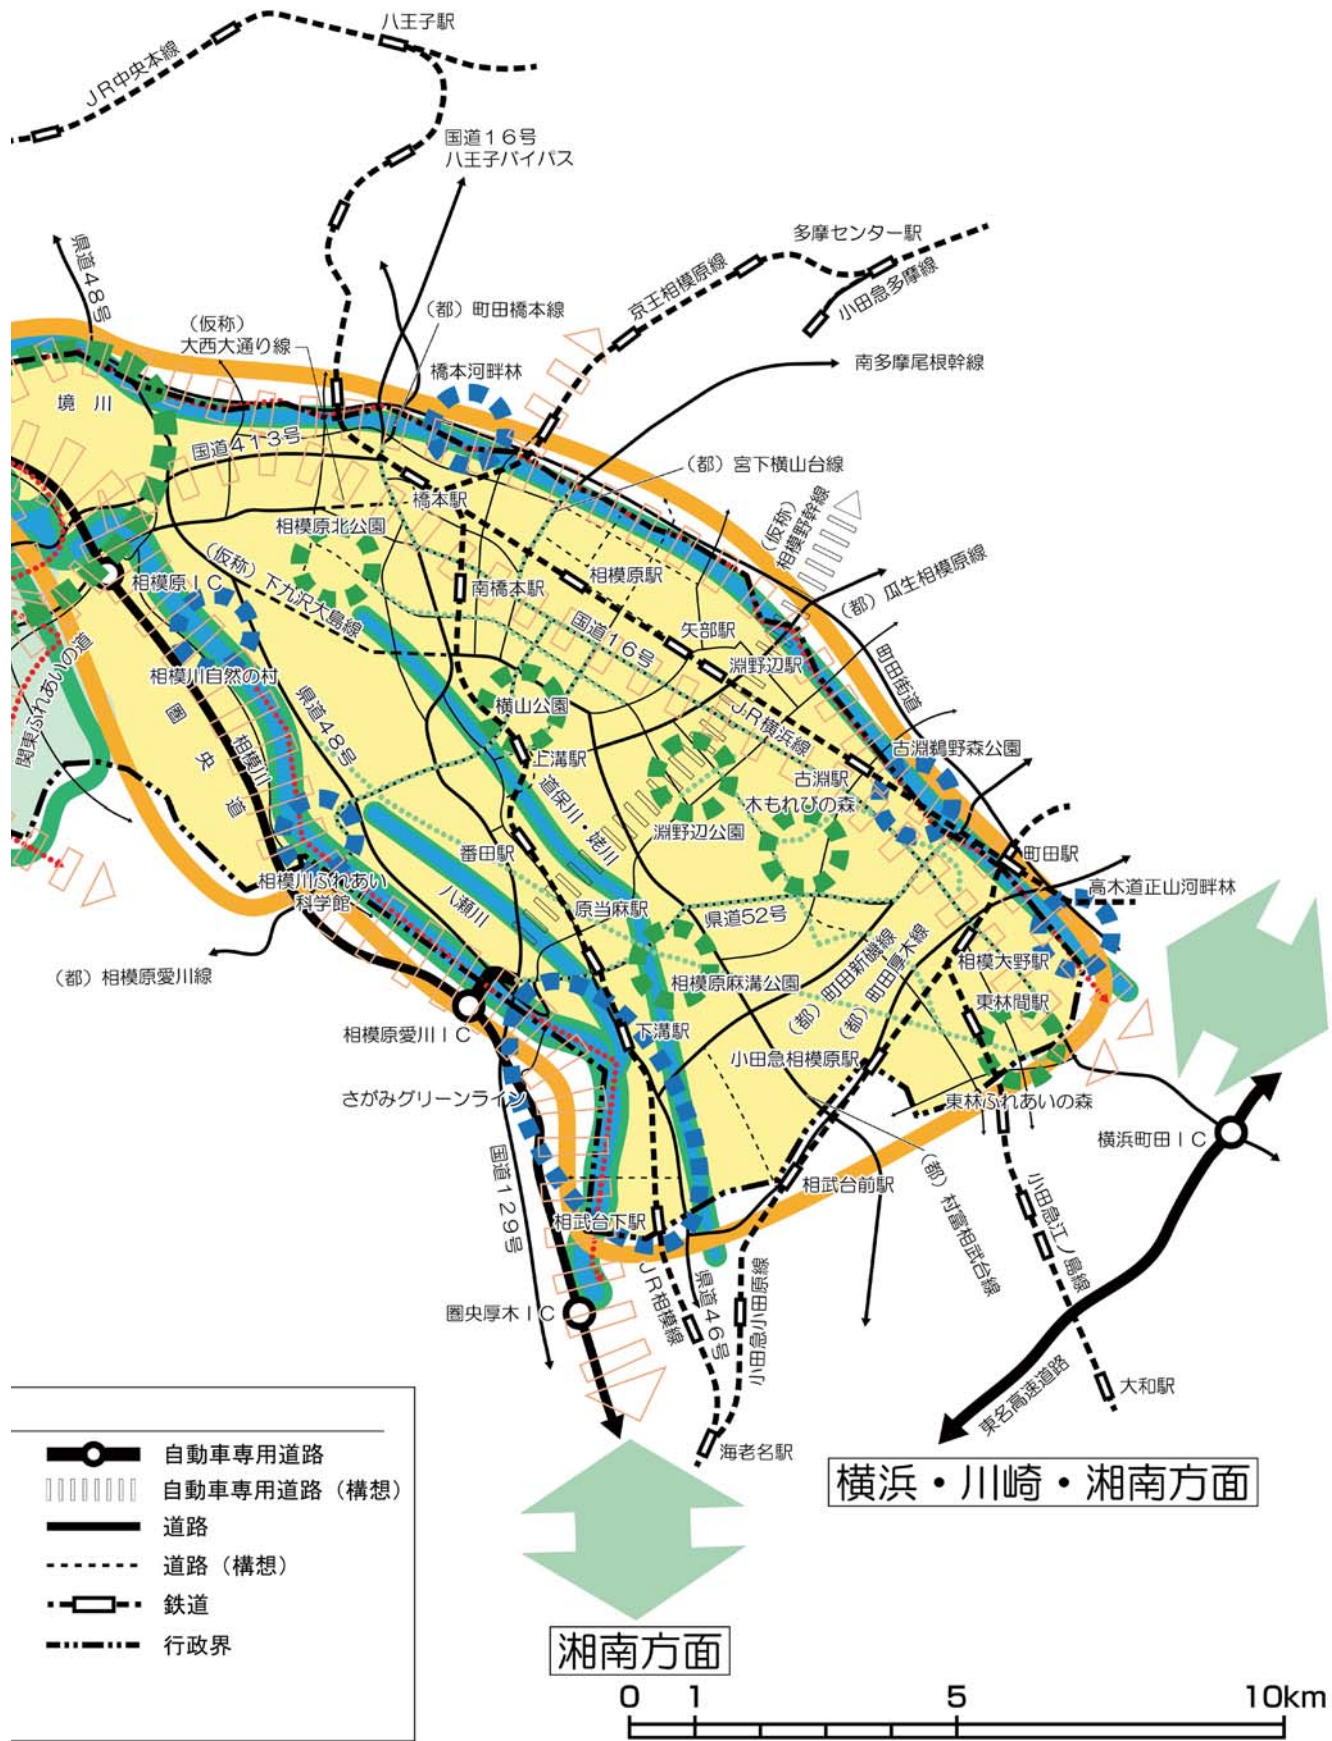 八王子駅
JR中央本線
国道16号
八王子バイパス
多摩センター駅
県道48号
京王相模原線
小田急多摩線
(都)町田橋本線
(仮称)
大西大通り線
南多摩尾根幹線
橋本河畔林
境 川
国道413号
(都)宮下横山台線
橋本駅
(仮称)
相模野幹線
相模原北公園
(仮称)下九沢大島線
相模原IC
南橋本駅
相模原駅
(都)瓜生相模原線
国道16号
矢部駅
淵野辺駅
関東ふれあいの道
相模川自然の村
県道48号
圏央道
相模川
横山公園
JR横浜線
町田街道
上溝駅
古淵鵜野森公園
古淵駅
木もれびの森
道保川・姥川
淵野辺公園
番田駅
町田駅
相模川ふれあい
科学館
八瀬川
高木道正山河畔林
原当麻駅
県道52号
(都)相模原愛川線
相模原麻溝公園
(都)町田新磯線
(都)町田厚木線
相模大野駅
東林間駅
相模原愛川IC
下溝駅
小田急相模原駅
さがみグリーンライン
東林ふれあいの森
横浜町田IC
国道129号
相武台前駅
(都)村富相武台線
小田急江ノ島線
相武台下駅
JR相模線
県道46号
小田急小田原線
圏央厚木IC
東名高速道路
大和駅
海老名駅
横浜・川崎・湘南方面
自動車専用道路
自動車専用道路(構想)
道路
道路(構想)
鉄道
行政界
湘南方面
0 1 5 10km